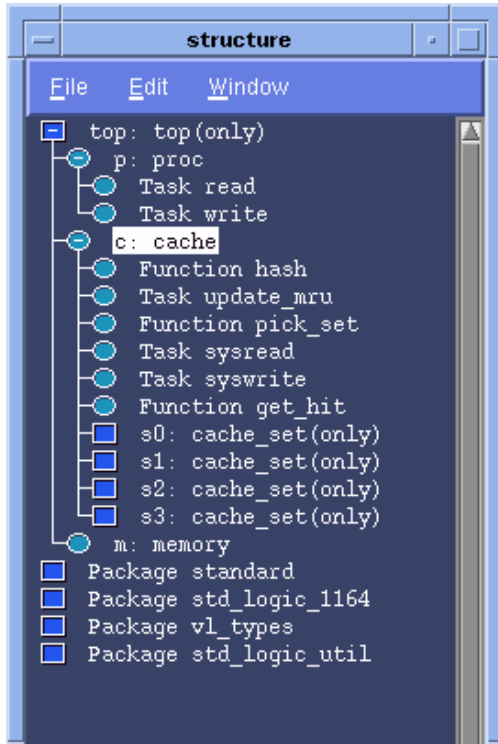 structure
File Edit Window
top: top(only)
p: proc
Task read
Task write
c: cache
Function hash
Task update_mru
Function pick_set
Task sysread
Task syswrite
Function get_hit
s0: cache_set(only)
s1: cache_set(only)
s2: cache_set(only)
s3: cache_set(only)
m: memory
Package standard
Package std_logic_1164
Package vl_types
Package std_logic_util